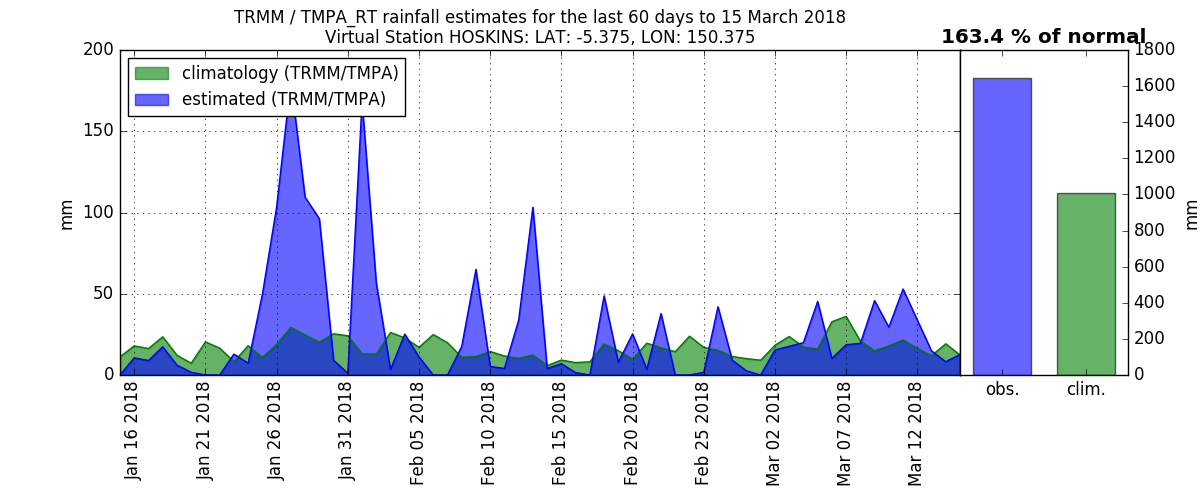 TRMM / TMPA_RT rainfall estimates for the last 60 days to 15 March 2018
Virtual Station HOSKINS: LAT: -5.375, LON: 150.375
163.4 % of normal
climatology (TRMM/TMPA)
estimated (TRMM/TMPA)
200
150
100
50
0
mm
1800
1600
1400
1200
1000
800
600
400
200
0
mm
Jan 16 2018
Jan 21 2018
Jan 26 2018
Jan 31 2018
Feb 05 2018
Feb 10 2018
Feb 15 2018
Feb 20 2018
Feb 25 2018
Mar 02 2018
Mar 07 2018
Mar 12 2018
obs.
clim.